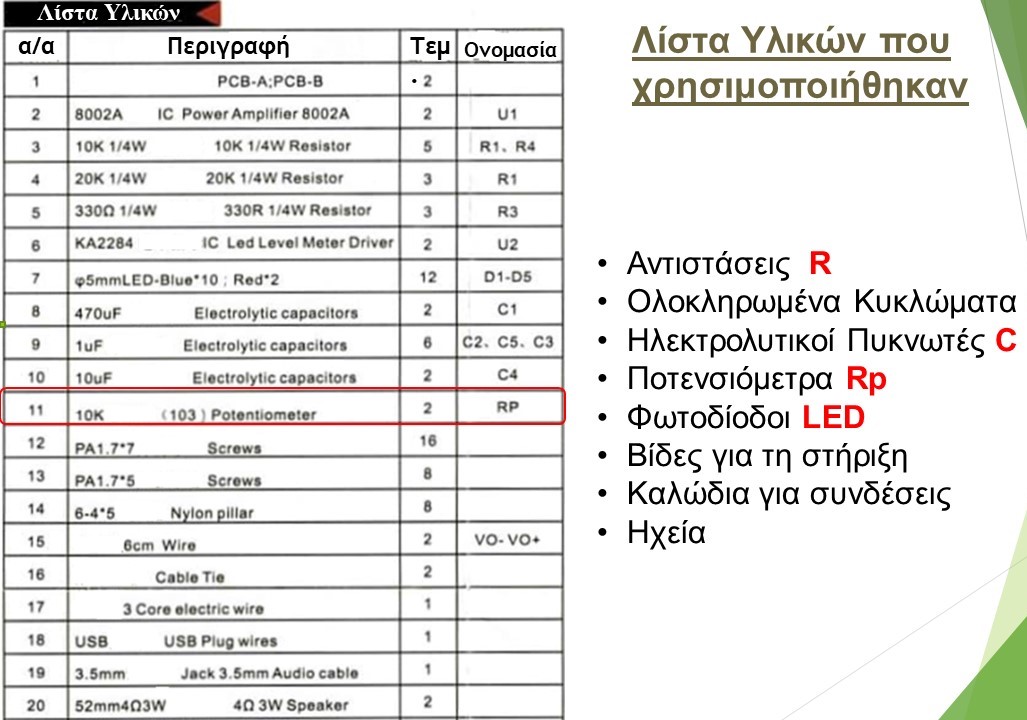 Λίστα Υλικών
α/α Περιγραφή Τεμ Ονομασία
1 PCB-A;PCB-B • 2
2 8002A IC Power Amplifier 8002A 2 U1
3 10K 1/4W 10K 1/4W Resistor 5 R1、R4
4 20K 1/4W 20K 1/4W Resistor 3 R1
5 330Ω 1/4W 330R 1/4W Resistor 3 R3
6 KA2284 IC Led Level Meter Driver 2 U2
7 φ5mmLED-Blue*10 ; Red*2 12 D1-D5
8 470uF Electrolytic capacitors 2 C1
9 1uF Electrolytic capacitors 6 C2、C5、C3
10 10uF Electrolytic capacitors 2 C4
11 10K (103) Potentiometer 2 RP
12 PA1.7*7 Screws 16
13 PA1.7*5 Screws 8
14 6-4*5 Nylon pillar 8
15 6cm Wire 2 VO- VO+
16 Cable Tie 2
17 3 Core electric wire 1
18 USB USB Plug wires 1
19 3.5mm Jack 3.5mm Audio cable 1
20 52mm4Ω3W 4Ω 3W Speaker 2
Λίστα Υλικών που
χρησιμοποιήθηκαν
• Αντιστάσεις R
• Ολοκληρωμένα Κυκλώματα
• Ηλεκτρολυτικοί Πυκνωτές C
• Ποτενσιόμετρα Rp
• Φωτοδίοδοι LED
• Βίδες για τη στήριξη
• Καλώδια για συνδέσεις
• Ηχεία